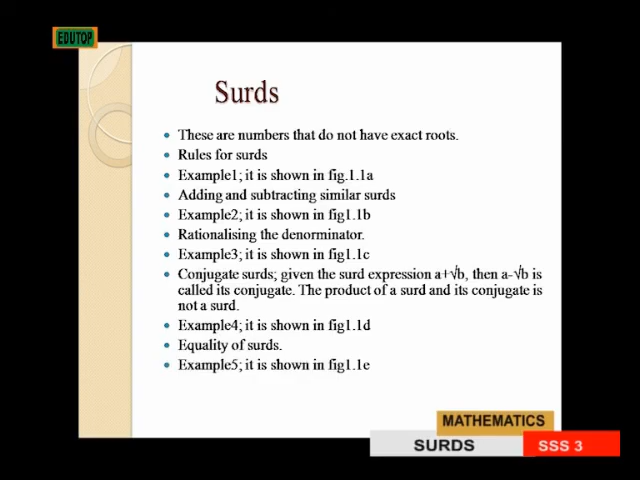 EDUTOP
Surds
These are numbers that do not have exact roots.
Rules for surds
Example1; it is shown in fig.1.1a
Adding and subtracting similar surds
Example2; it is shown in fig1.1b
Rationalising the denorminator.
Example3; it is shown in fig1.1c
Conjugate surds; given the surd expression a+√b, then a-√b is
called its conjugate. The product of a surd and its conjugate is
not a surd.
Example4; it is shown in fig1.1d
Equality of surds.
Example5; it is shown in fig1.1e
MATHEMATICS
SURDS
SSS 3